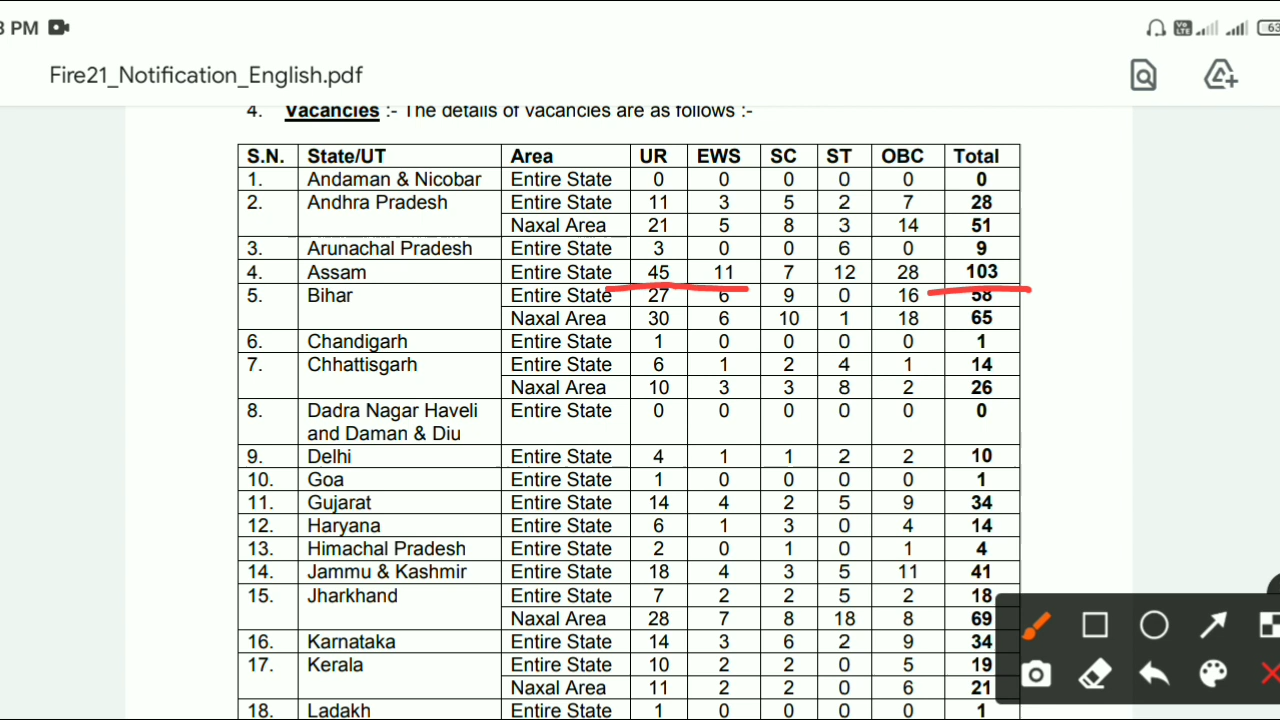 3 PM Vo LTE 63
Fire21_Notification_English.pdf
4. Vacancies :- The details of vacancies are as follows :-
S.N. State/UT Area UR EWS SC ST OBC Total
1. Andaman & Nicobar Entire State 0 0 0 0 0 0
2. Andhra Pradesh Entire State 11 3 5 2 7 28
Naxal Area 21 5 8 3 14 51
3. Arunachal Pradesh Entire State 3 0 0 6 0 9
4. Assam Entire State 45 11 7 12 28 103
5. Bihar Entire State 27 6 9 0 16 58
Naxal Area 30 6 10 1 18 65
6. Chandigarh Entire State 1 0 0 0 0 1
7. Chhattisgarh Entire State 6 1 2 4 1 14
Naxal Area 10 3 3 8 2 26
8. Dadra Nagar Haveli Entire State 0 0 0 0 0 0
and Daman & Diu
9. Delhi Entire State 4 1 1 2 2 10
10. Goa Entire State 1 0 0 0 0 1
11. Gujarat Entire State 14 4 2 5 9 34
12. Haryana Entire State 6 1 3 0 4 14
13. Himachal Pradesh Entire State 2 0 1 0 1 4
14. Jammu & Kashmir Entire State 18 4 3 5 11 41
15. Jharkhand Entire State 7 2 2 5 2 18
Naxal Area 28 7 8 18 8 69
16. Karnataka Entire State 14 3 6 2 9 34
17. Kerala Entire State 10 2 2 0 5 19
Naxal Area 11 2 2 0 6 21
18. Ladakh Entire State 1 0 0 0 0 1